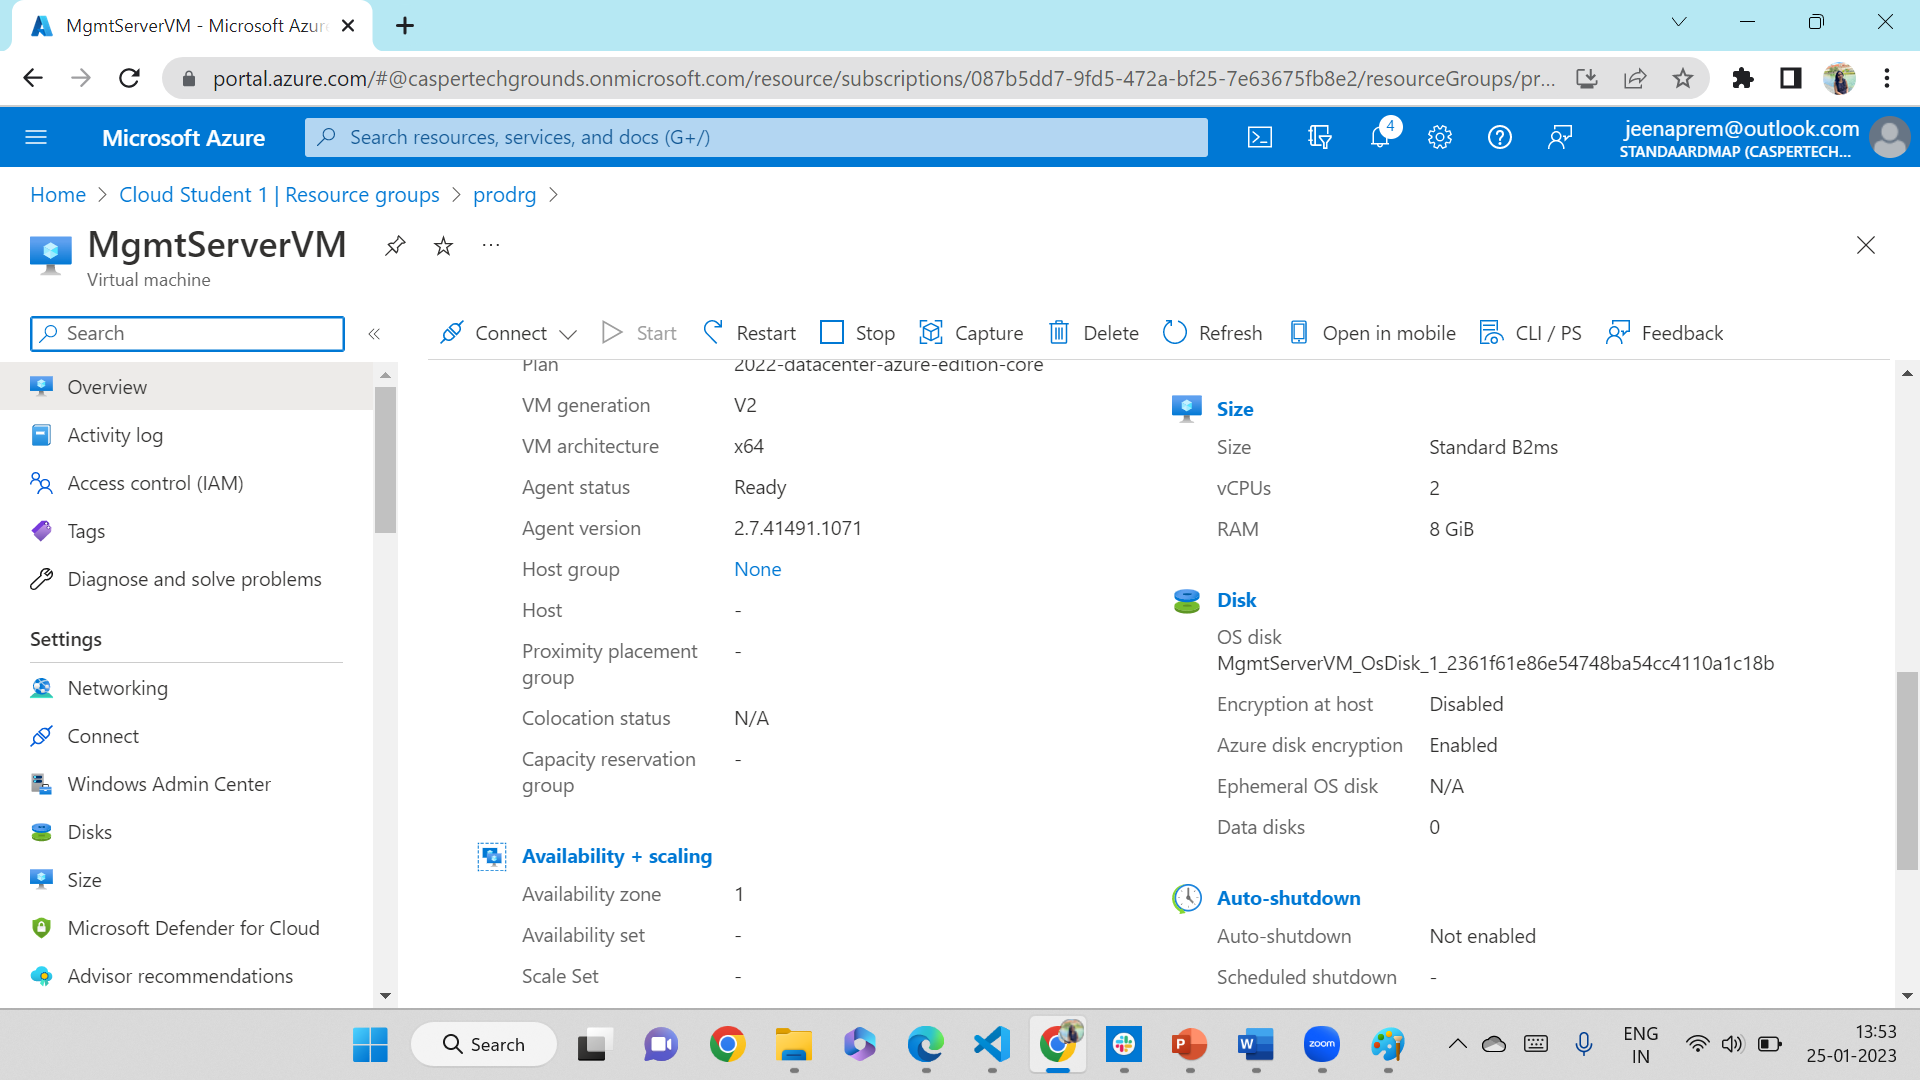 MgmtServerVM - Microsoft Azur
portal.azure.com/#@caspertechgrounds.onmicrosoft.com/resource/subscriptions/087b5dd7-9fd5-472a-bf25-7e63675fb8e2/resourceGroups/pr...
Microsoft Azure
Search resources, services, and docs (G+/)
4
jeenaprem@outlook.com
STANDAARDMAP (CASPERTECH...
Home > Cloud Student 1 | Resource groups > prodrg >
MgmtServerVM
...
Virtual machine
Search
«
Connect
Start
Restart
Stop
Capture
Delete
Refresh
Open in mobile
CLI / PS
Feedback
Overview
Activity log
Access control (IAM)
Tags
Diagnose and solve problems
Settings
Networking
Connect
Windows Admin Center
Disks
Size
Microsoft Defender for Cloud
Advisor recommendations
Plan 2022-datacenter-azure-edition-core
VM generation V2
VM architecture x64
Agent status Ready
Agent version 2.7.41491.1071
Host group None
Host -
Proximity placement -
group
Colocation status N/A
Capacity reservation -
group
Availability + scaling
Availability zone 1
Availability set -
Scale Set -
Size
Size Standard B2ms
vCPUs 2
RAM 8 GiB
Disk
OS disk
MgmtServerVM_OsDisk_1_2361f61e86e54748ba54cc4110a1c18b
Encryption at host Disabled
Azure disk encryption Enabled
Ephemeral OS disk N/A
Data disks 0
Auto-shutdown
Auto-shutdown Not enabled
Scheduled shutdown -
Search
P
W
zoom
ENG
IN
13:53
25-01-2023